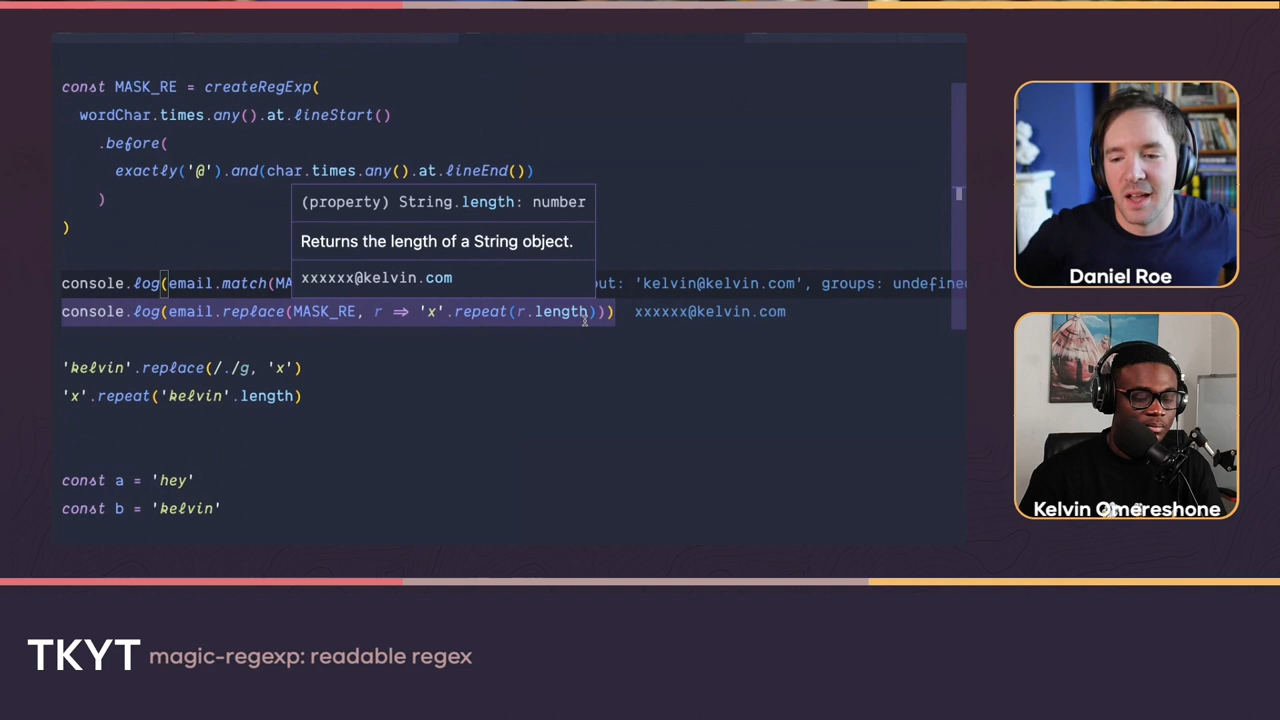 const MASK_RE = createRegExp(
wordChar.times.any().at.lineStart()
.before(
exactly('@').and(char.times.any().at.lineEnd())
)
)
(property) String.length: number
Returns the length of a String object.
xxxxxx@kelvin.com
console.log(email.match(MA ut: 'kelvin@kelvin.com', groups: undefined
console.log(email.replace(MASK_RE, r => 'x'.repeat(r.length))) xxxxxx@kelvin.com
'kelvin'.replace(/./g, 'x')
'x'.repeat('kelvin'.length)
const a = 'hey'
const b = 'kelvin'
Daniel Roe
Kelvin Omereshone
TKYT magic-regexp: readable regex